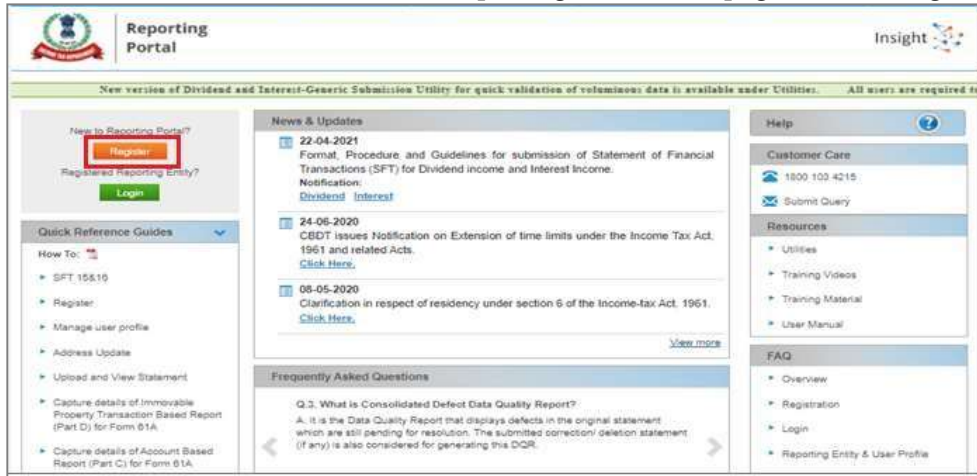 Reporting
Portal
Insight
New version of Dividend and Interest-Generic Submission Utility for quick validation of voluminous data is available under Utilities. All users are required to
New to Reporting Portal?
Register
Registered Reporting Entity?
Login
Quick Reference Guides
How To:
SFT 15&16
Register
Manage user profile
Address Update
Upload and View Statement
Capture details of Immovable
Property Transaction Based Report
(Part D) for Form 61A
Capture details of Account Based
Report (Part C) for Form 61A
News & Updates
22-04-2021
Format, Procedure and Guidelines for submission of Statement of Financial
Transactions (SFT) for Dividend income and Interest Income.
Notification:
Dividend Interest
24-06-2020
CBDT issues Notification on Extension of time limits under the Income Tax Act,
1961 and related Acts.
Click Here.
08-05-2020
Clarification in respect of residency under section 6 of the Income-tax Act, 1961.
Click Here.
View more
Frequently Asked Questions
Q.3. What is Consolidated Defect Data Quality Report?
A. It is the Data Quality Report that displays defects in the original statement
which are still pending for resolution. The submitted correction/ deletion statement
(if any) is also considered for generating this DQR.
Help
?
Customer Care
1800 103 4215
Submit Query
Resources
Utilities
Training Videos
Training Material
User Manual
FAQ
Overview
Registration
Login
Reporting Entity & User Profile